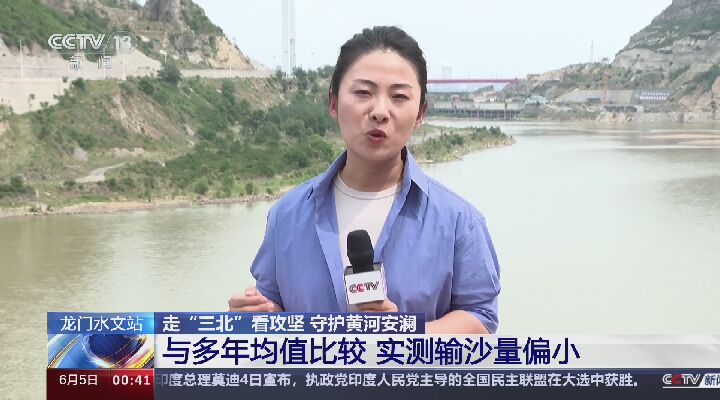 CCTV 13
新闻
CCTV
龙门水文站
走“三北”看攻坚 守护黄河安澜
与多年均值比较 实测输沙量偏小
6月5日 00:41
印度总理莫迪4日宣布，执政党印度人民党主导的全国民主联盟在大选中获胜。
CCTV 新闻